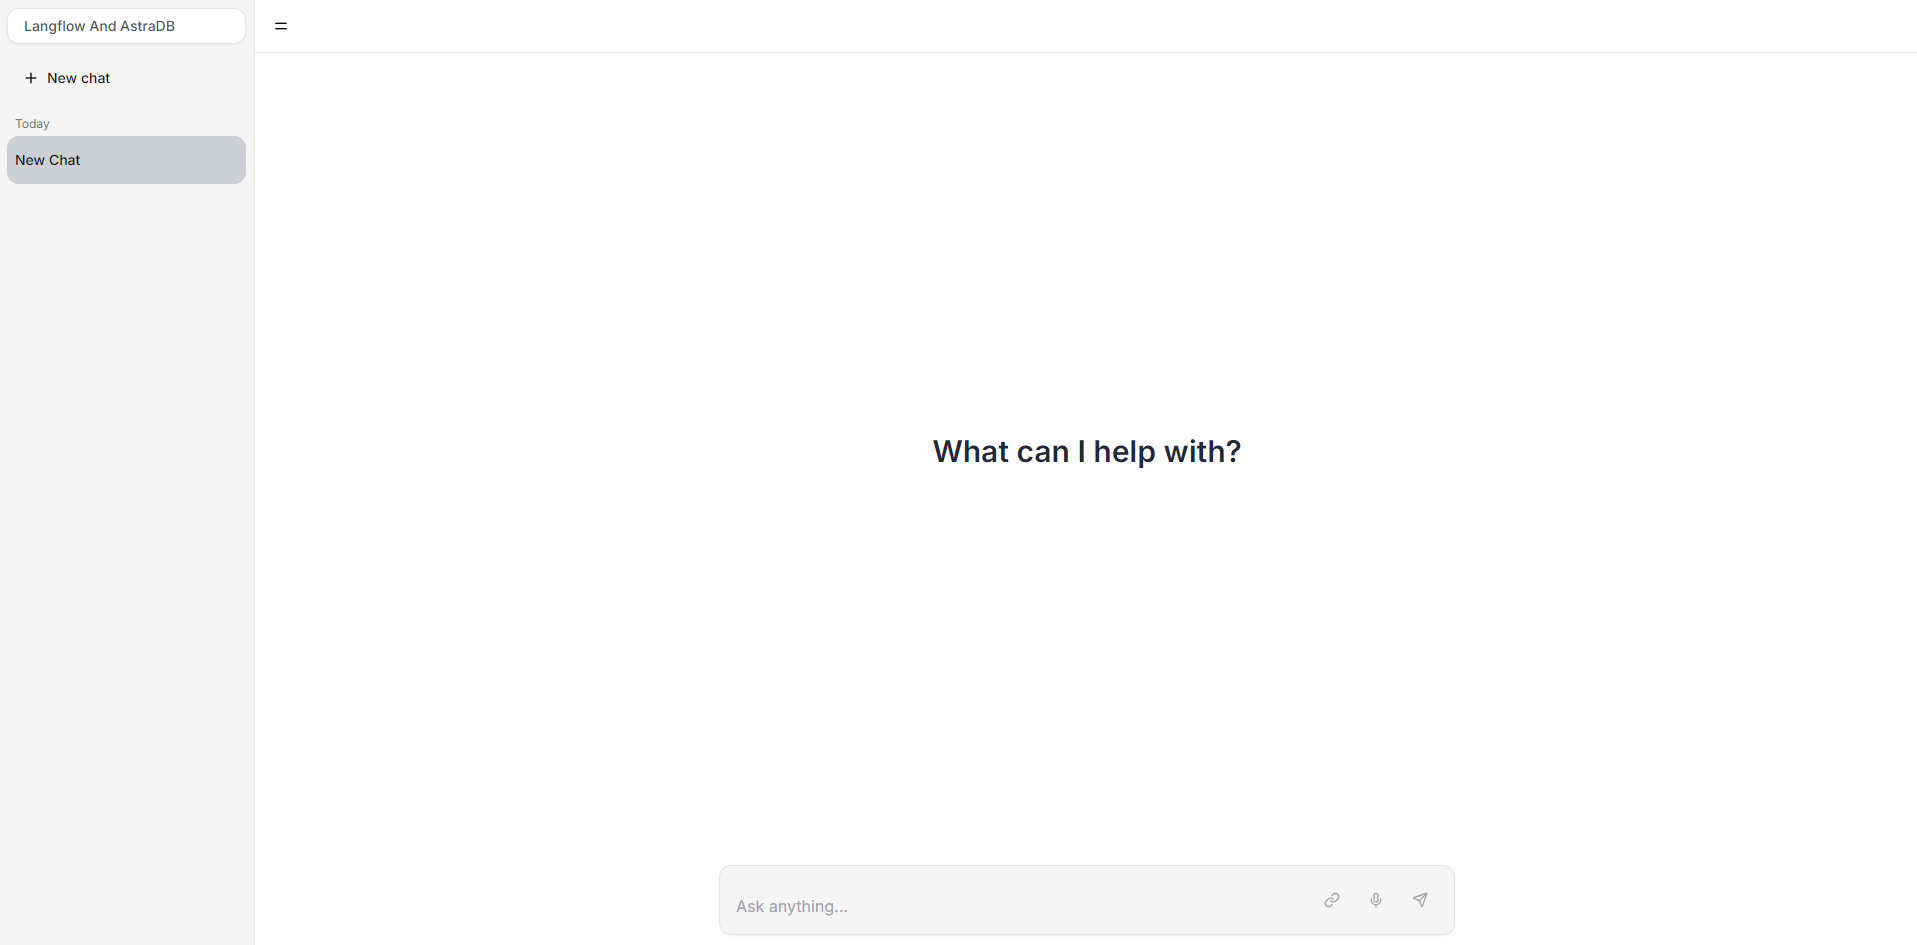 Langflow And AstraDB
New chat
Today
New Chat
What can I help with?
Ask anything...